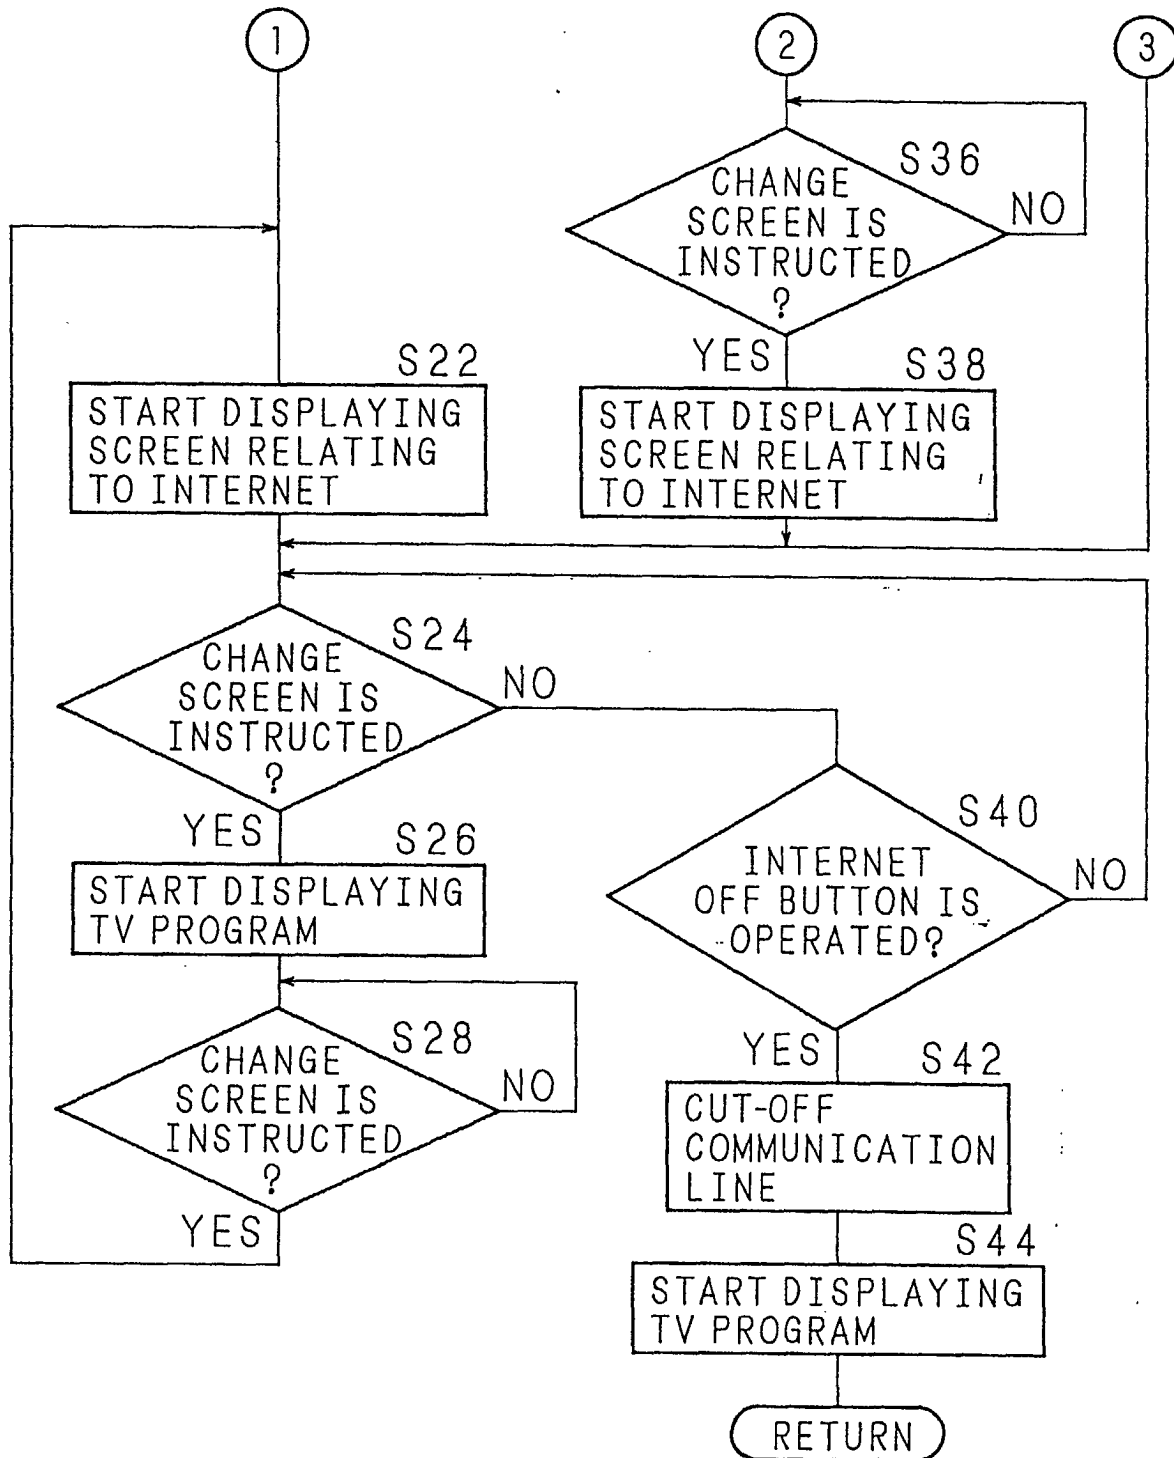 1
2
3
S36
CHANGE
SCREEN IS
INSTRUCTED
?
NO
YES
S22
START DISPLAYING
SCREEN RELATING
TO INTERNET
S38
START DISPLAYING
SCREEN RELATING
TO INTERNET
S24
CHANGE
SCREEN IS
INSTRUCTED
?
NO
YES
S26
START DISPLAYING
TV PROGRAM
S28
CHANGE
SCREEN IS
INSTRUCTED
?
NO
YES
S40
INTERNET
OFF BUTTON IS
OPERATED?
NO
YES
S42
CUT-OFF
COMMUNICATION
LINE
S44
START DISPLAYING
TV PROGRAM
RETURN